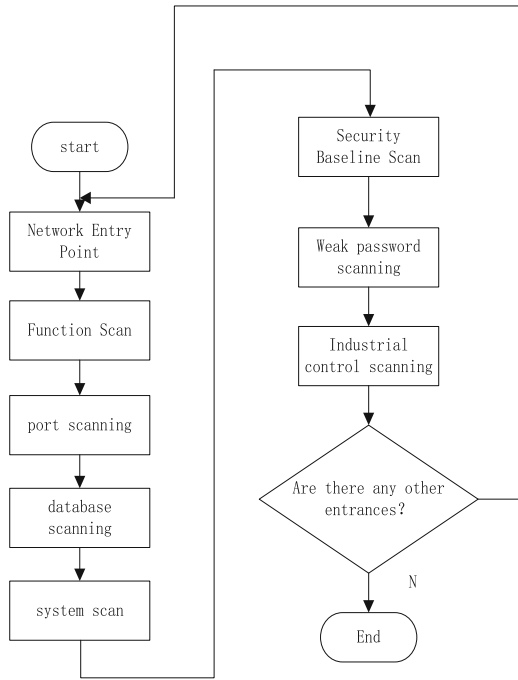 start
Network Entry
Point
Function Scan
port scanning
database
scanning
system scan
Security
Baseline Scan
Weak password
scanning
Industrial
control scanning
Are there any other
entrances?
N
End